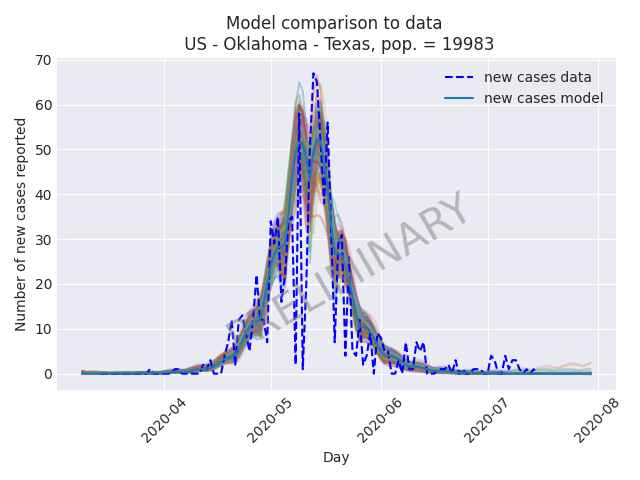 Model comparison to data
US - Oklahoma - Texas, pop. = 19983
70
60
50
40
30
20
10
0
Number of new cases reported
new cases data
new cases model
PRELIMINARY
2020-04
2020-05
2020-06
2020-07
2020-08
Day